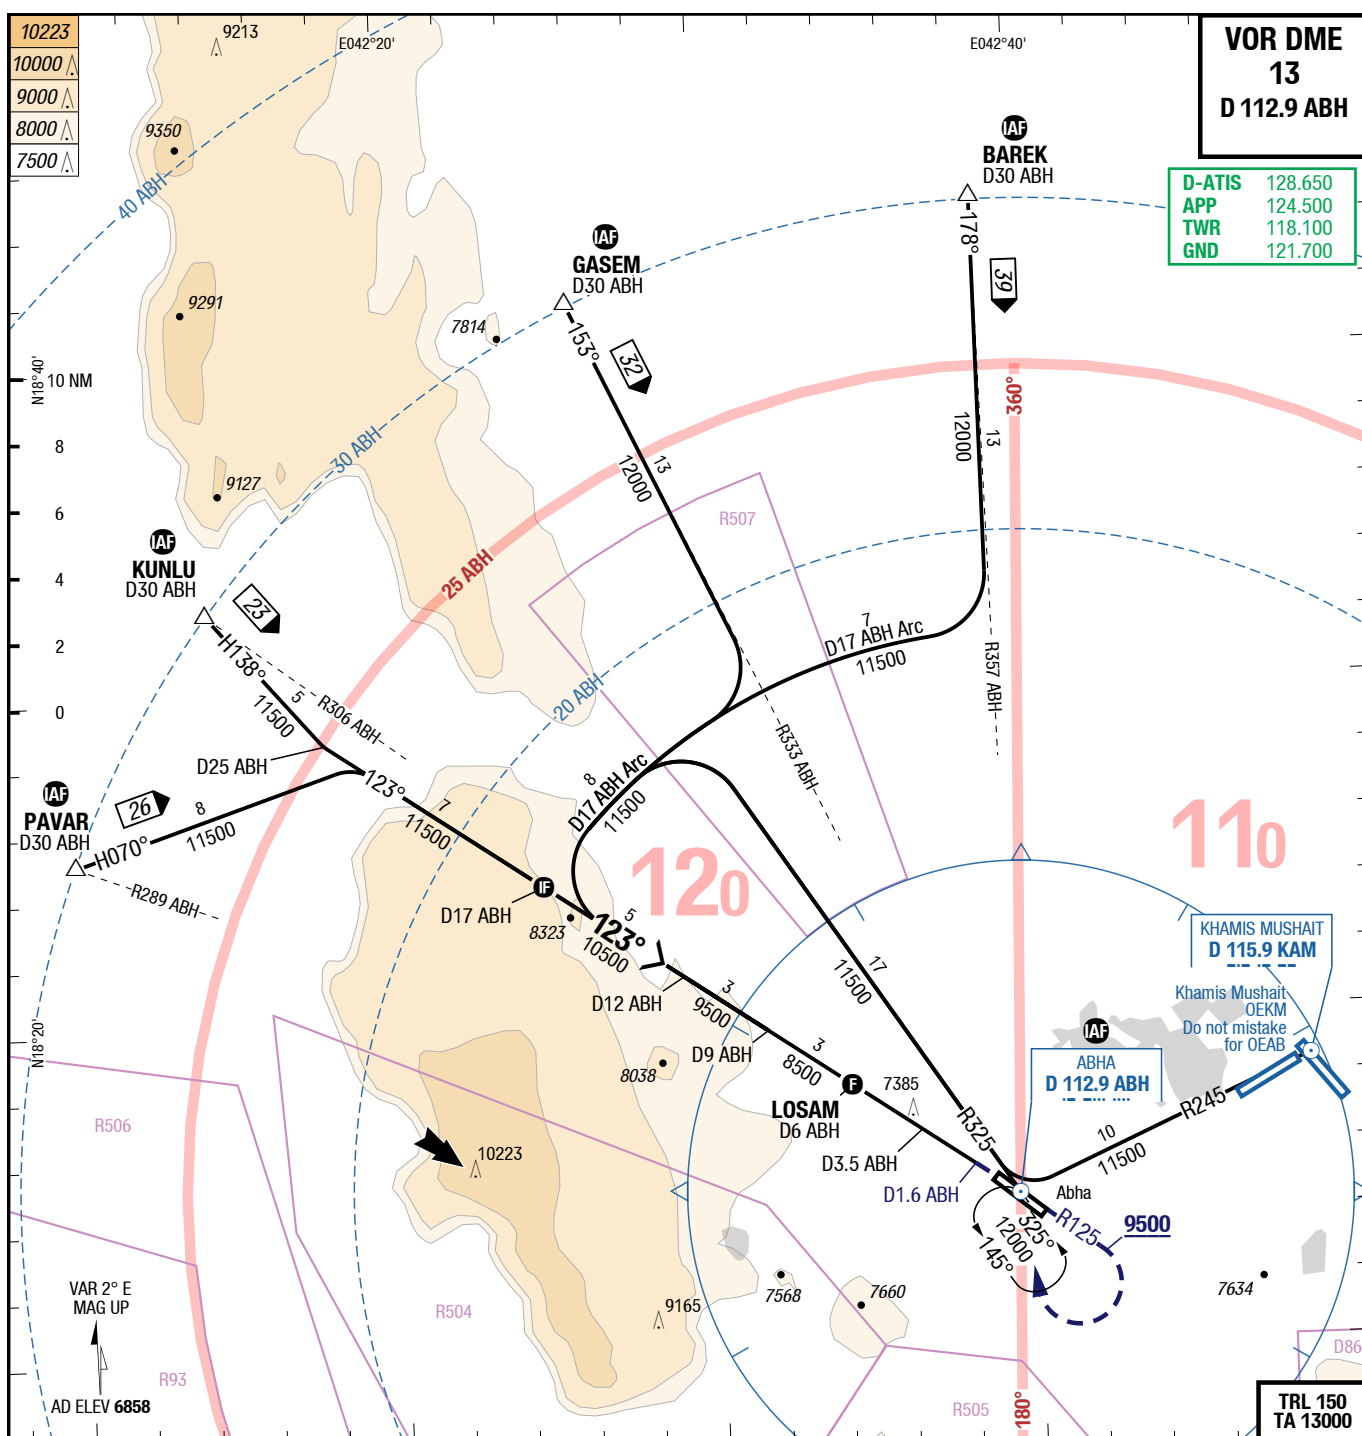 10223
10000
9000
8000
7500
9213
E042°20'
E042°40'
VOR DME
13
D 112.9 ABH
D-ATIS 128.650
APP 124.500
TWR 118.100
GND 121.700
IAF
BAREK
D30 ABH
178°
39
9350
40 ABH
IAF
GASEM
D30 ABH
153°
32
9291
7814
N18°40'
10 NM
8
6
4
2
0
30 ABH
9127
13
12000
13
12000
360°
R507
IAF
KUNLU
D30 ABH
23
25 ABH
H138°
5
11500
R306 ABH
D25 ABH
20 ABH
7
D17 ABH Arc
11500
R357 ABH
R333 ABH
IAF
PAVAR
D30 ABH
26
H070°
8
11500
R289 ABH
123°
7
11500
8
D17 ABH Arc
11500
120
110
IF
D17 ABH
8323
5
123°
10500
D12 ABH
3
9500
D9 ABH
3
8500
17
11500
KHAMIS MUSHAIT
D 115.9 KAM
Khamis Mushait
OEKM
Do not mistake
for OEAB
IAF
ABHA
D 112.9 ABH
N18°20'
8038
F
LOSAM
D6 ABH
7385
R325
R245
10
11500
R506
10223
D3.5 ABH
D1.6 ABH
Abha
R125
9500
325°
12000
145°
7568
7660
7634
9165
R504
VAR 2° E
MAG UP
R93
AD ELEV 6858
R505
180°
D86
TRL 150
TA 13000